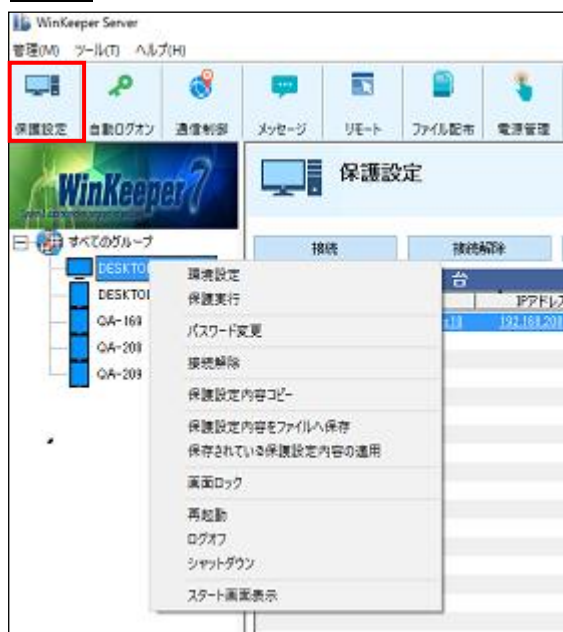 WinKeeper Server
管理(M) ツール(T) ヘルプ(H)
保護設定 自動ログオン 通信制御 メッセージ リモート ファイル配布 電源管理
WinKeeper7
保護設定
すべてのグループ
接続 接続解除
DESKTO
台
DESKTO
IPアドレ
QA-169
192.168.208
QA-208
QA-209
環境設定
保護実行
パスワード変更
接続解除
保護設定内容コピー
保護設定内容をファイルへ保存
保存されている保護設定内容の適用
画面ロック
再起動
ログオフ
シャットダウン
スタート画面表示